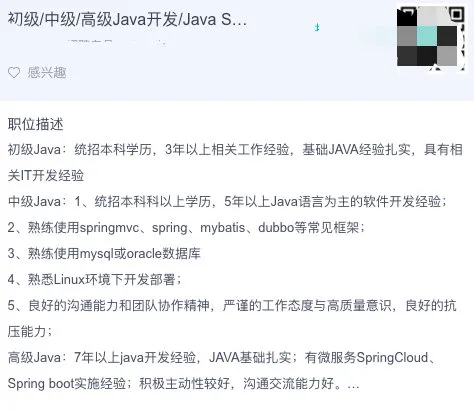 初级/中级/高级Java开发/Java S...
感兴趣
职位描述
初级Java：统招本科学历，3年以上相关工作经验，基础JAVA经验扎实，具有相
关IT开发经验
中级Java：1、统招本科科以上学历，5年以上Java语言为主的软件开发经验；
2、熟练使用springmvc、spring、mybatis、dubbo等常见框架；
3、熟练使用mysql或oracle数据库
4、熟悉Linux环境下开发部署；
5、良好的沟通能力和团队协作精神，严谨的工作态度与高质量意识，良好的抗
压能力；
高级Java：7年以上java开发经验，JAVA基础扎实；有微服务SpringCloud、
Spring boot实施经验；积极主动性较好，沟通交流能力好。...